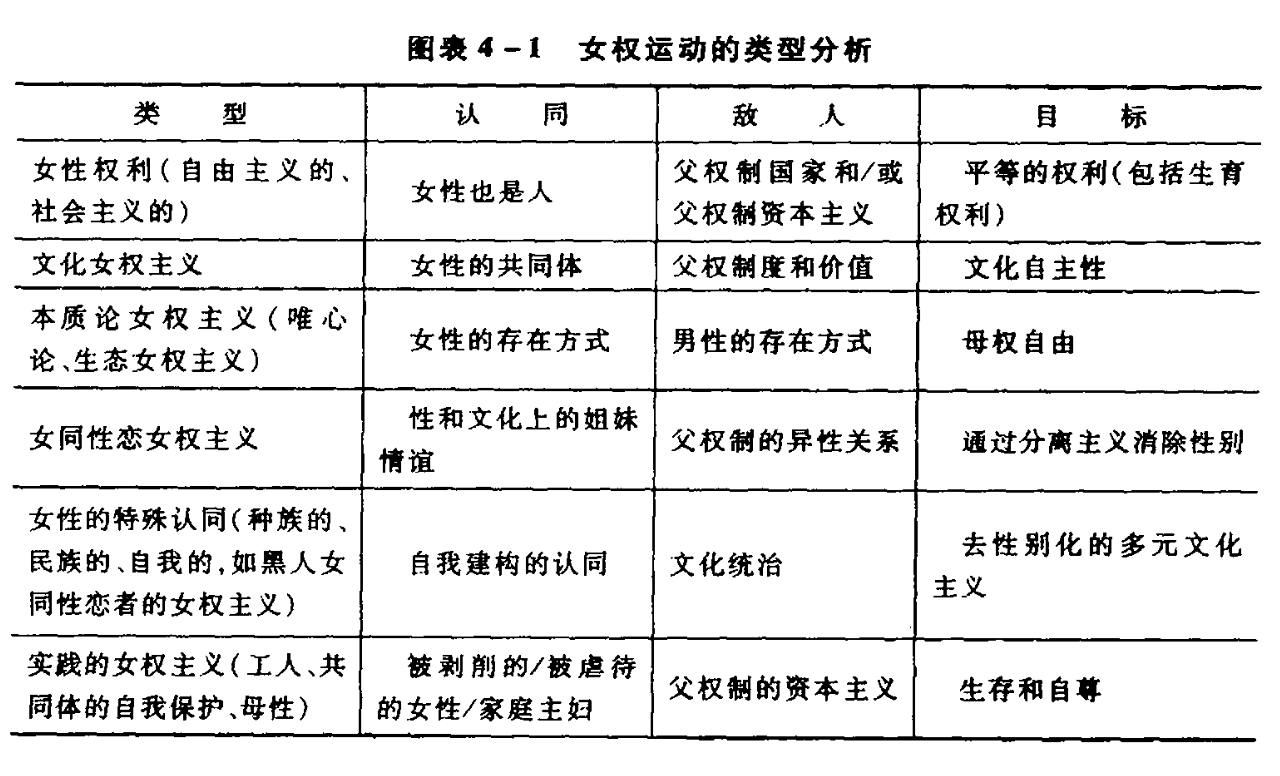 图表 4-1 女权运动的类型分析
类 型 认 同 敌 人 目 标
女性权利(自由主义的、
社会主义的)
女性也是人
父权制国家和/或
父权制资本主义
平等的权利(包括生育
权利)
文化女权主义
女性的共同体
父权制度和价值
文化自主性
本质论女权主义(唯心
论、生态女权主义)
女性的存在方式
男性的存在方式
母权自由
女同性恋女权主义
性和文化上的姐妹
情谊
父权制的异性关系
通过分离主义消除性别
女性的特殊认同(种族的、
民族的、自我的,如黑人女
同性恋者的女权主义)
自我建构的认同
文化统治
去性别化的多元文化
主义
实践的女权主义(工人、共
同体的自我保护、母性)
被剥削的/被虐待
的女性/家庭主妇
父权制的资本主义
生存和自尊